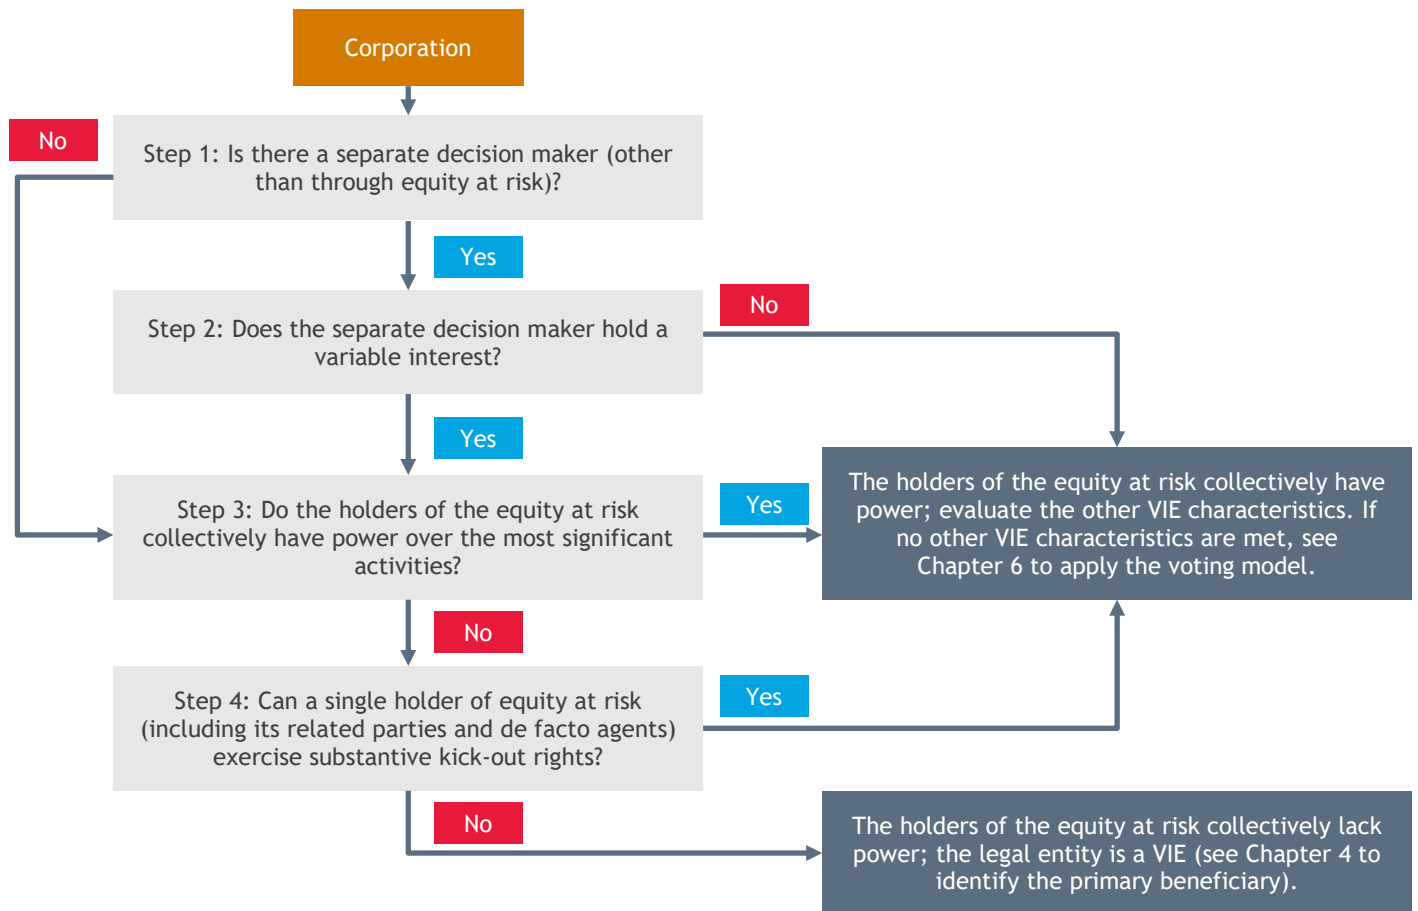 Corporation
No
Step 1: Is there a separate decision maker (other
than through equity at risk)?
Yes
No
Step 2: Does the separate decision maker hold a
variable interest?
Yes
Step 3: Do the holders of the equity at risk
collectively have power over the most significant
activities?
Yes
The holders of the equity at risk collectively have
power; evaluate the other VIE characteristics. If
no other VIE characteristics are met, see
Chapter 6 to apply the voting model.
No
Step 4: Can a single holder of equity at risk
(including its related parties and de facto agents)
exercise substantive kick-out rights?
Yes
No
The holders of the equity at risk collectively lack
power; the legal entity is a VIE (see Chapter 4 to
identify the primary beneficiary).